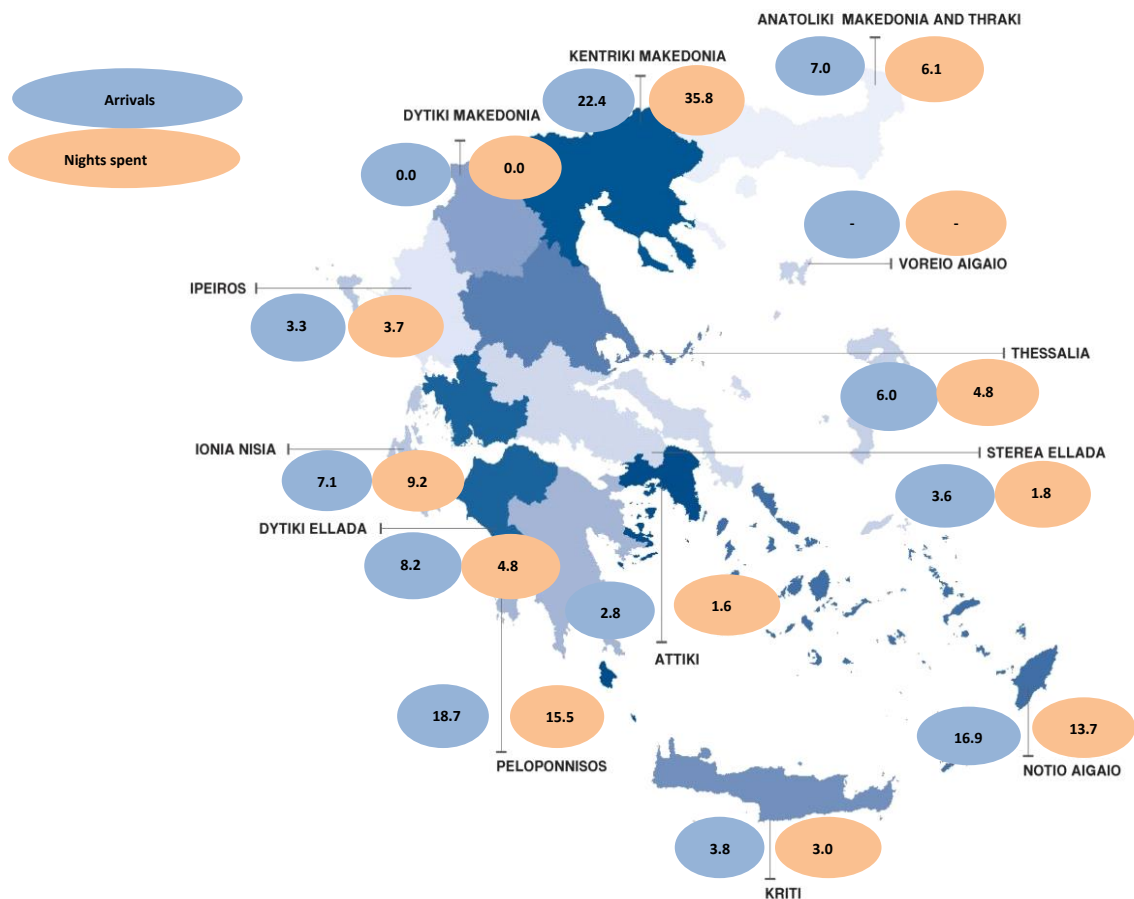 ANATOLIKI MAKEDONIA AND THRAKI
7.0
6.1
KENTRIKI MAKEDONIA
22.4
35.8
Arrivals
Nights spent
DYTIKI MAKEDONIA
0.0
0.0
-
-
VOREIO AIGAIO
IPEIROS
3.3
3.7
THESSALIA
6.0
4.8
IONIA NISIA
7.1
9.2
STEREA ELLADA
3.6
1.8
DYTIKI ELLADA
8.2
4.8
2.8
1.6
ATTIKI
18.7
15.5
PELOPONNISOS
16.9
13.7
NOTIO AIGAIO
3.8
3.0
KRITI